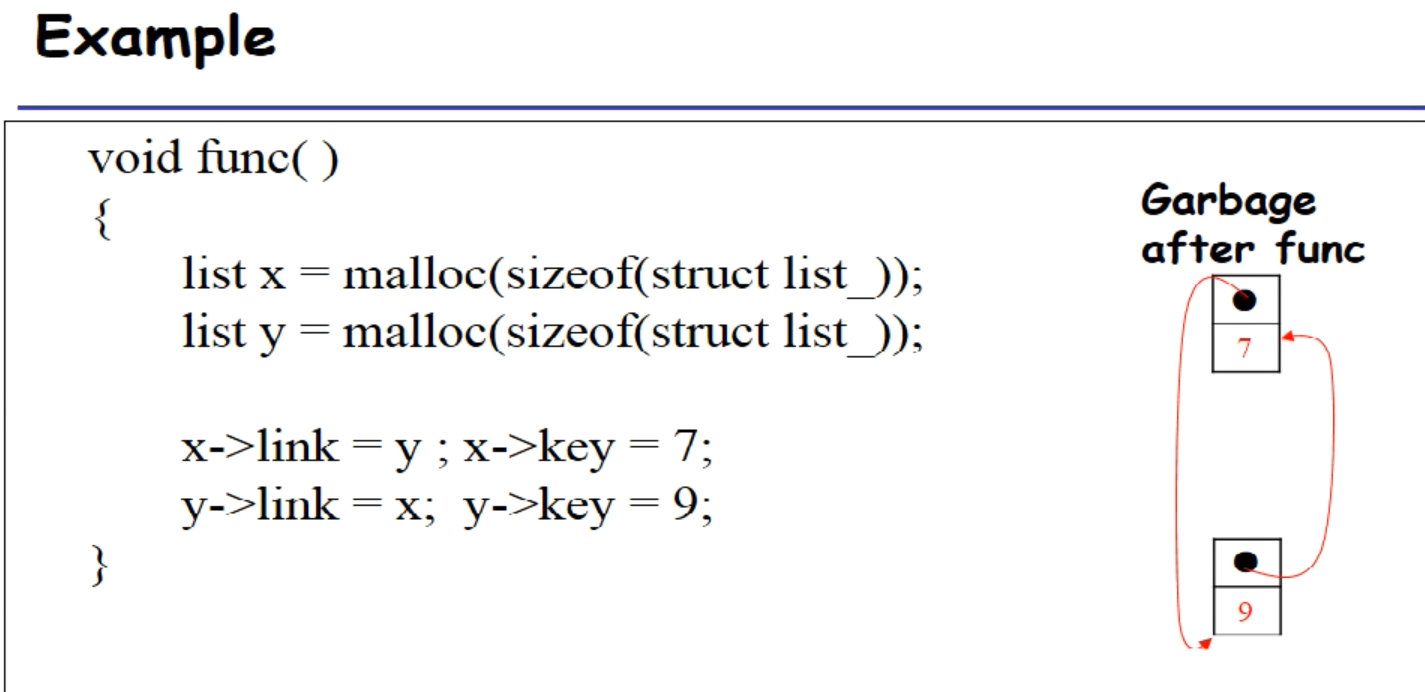 Example
void func( )
{
list x = malloc(sizeof(struct list_));
list y = malloc(sizeof(struct list_));
x->link = y ; x->key = 7;
y->link = x;  y->key = 9;
}
Garbage
after func
7
9